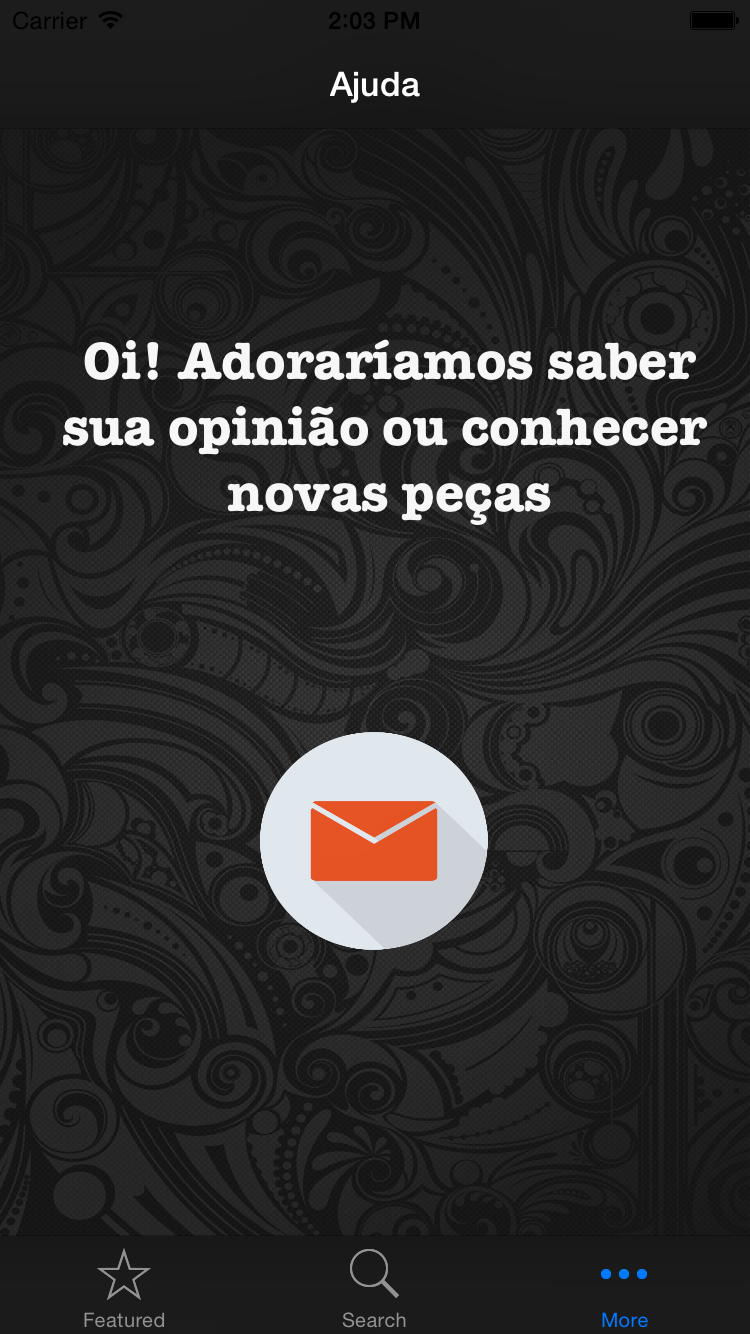 Carrier 2:03 PM
Ajuda
Oi! Adoraríamos saber
sua opinião ou conhecer
novas peças
Featured Search More